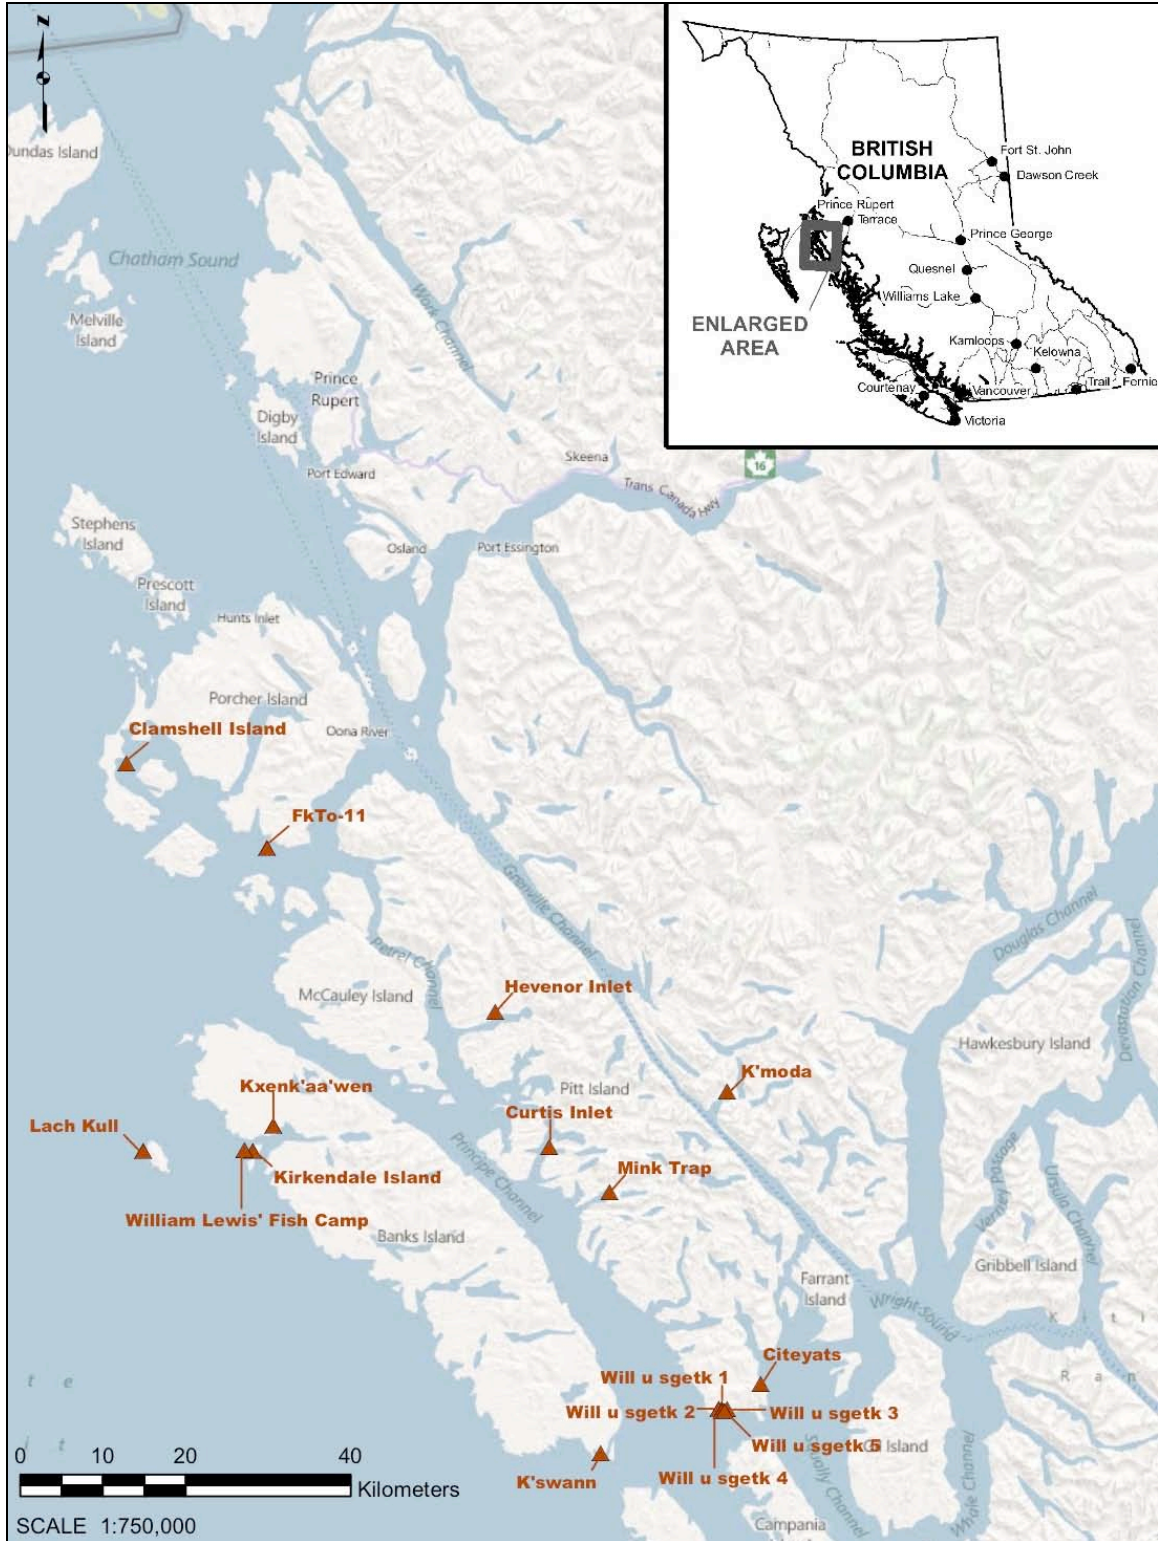 N
Dundas Island
Chatham Sound
Melville
Island
Work Channel
Prince
Rupert
Digby
Island
Port Edward
Skeena
16
Trans Canada Hwy
Stephens
Island
Osland
Port Essington
Prescott
Island
Hunts Inlet
Porcher Island
Clamshell Island
Oona River
FkTo-11
Grenville Channel
Douglas Channel
Devastation Channel
Petrel Channel
McCauley Island
Hevenor Inlet
Hawkesbury Island
Kxenk'aa'wen
Pitt Island
K'moda
Lach Kull
Curtis Inlet
Kirkendale Island
Principe Channel
Mink Trap
Verney Passage
Ursula Channel
William Lewis' Fish Camp
Banks Island
Gribbell Island
Farrant
Island
Wright Sound
K i t i
R a n
Citeyats
Will u sgetk 1
Will u sgetk 2
Will u sgetk 3
Will u sgetk 5
Gil Island
Will u sgetk 4
K'swann
Squally Channel
Whale Channel
Campania
t e
i t
0 10 20 40
Kilometers
SCALE 1:750,000
BRITISH
COLUMBIA
Fort St. John
Dawson Creek
Prince Rupert
Terrace
Prince George
Quesnel
Williams Lake
ENLARGED
AREA
Kamloops
Kelowna
Courtenay
Vancouver
Trail
Fernie
Victoria